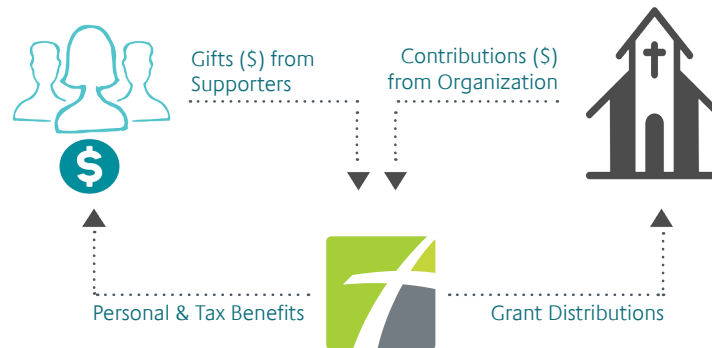 Gifts ($) from
Supporters
Contributions ($)
from Organization
$
Personal & Tax Benefits
Grant Distributions